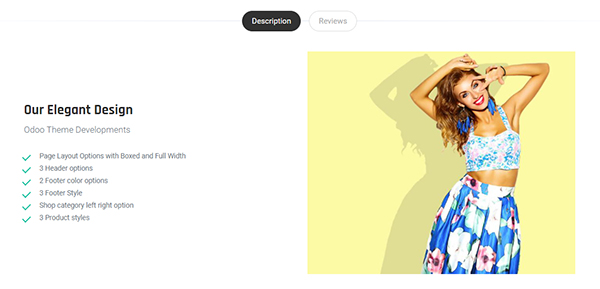 Description
Reviews
Our Elegant Design
Odoo Theme Developments
Page Layout Options with Boxed and Full Width
3 Header options
2 Footer color options
3 Footer Style
Shop category left right option
3 Product styles